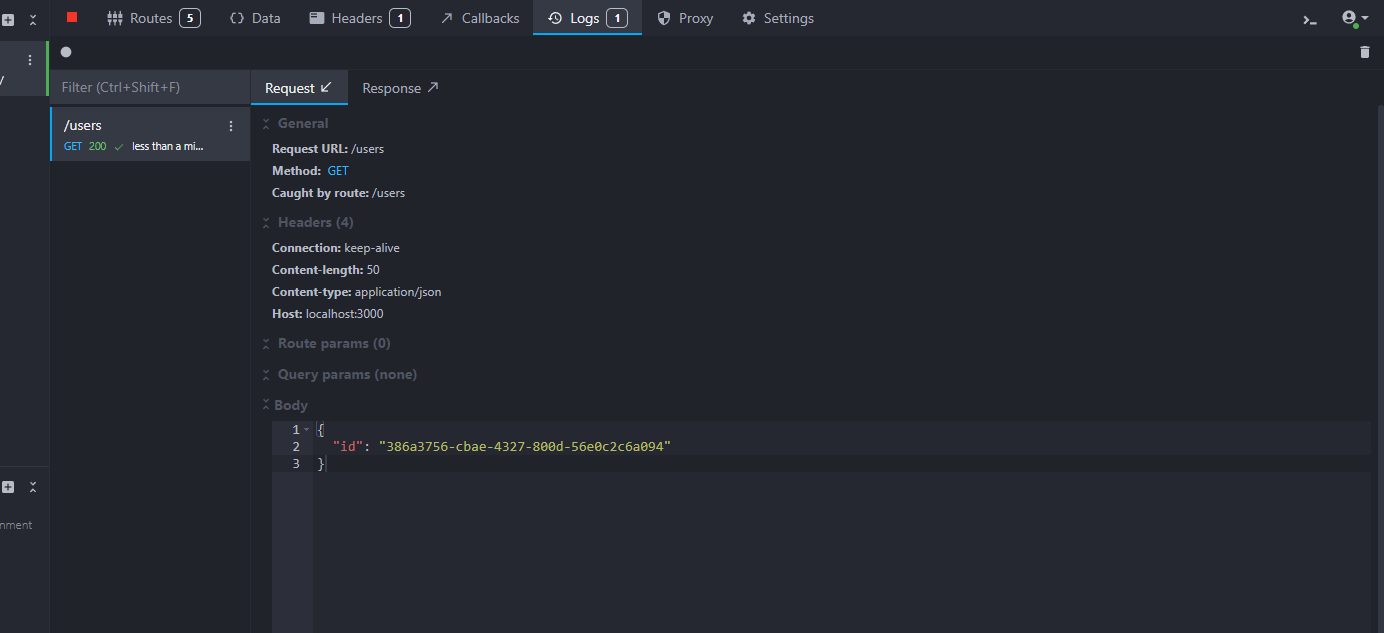 Routes 5 Data Headers 1 Callbacks Logs 1 Proxy Settings
Filter (Ctrl+Shift+F)
Request Response
/users
GET 200 less than a mi...
General
Request URL: /users
Method: GET
Caught by route: /users
Headers (4)
Connection: keep-alive
Content-length: 50
Content-type: application/json
Host: localhost:3000
Route params (0)
Query params (none)
Body
1 {
2 "id": "386a3756-cbae-4327-800d-56e0c2c6a094"
3 }
nment